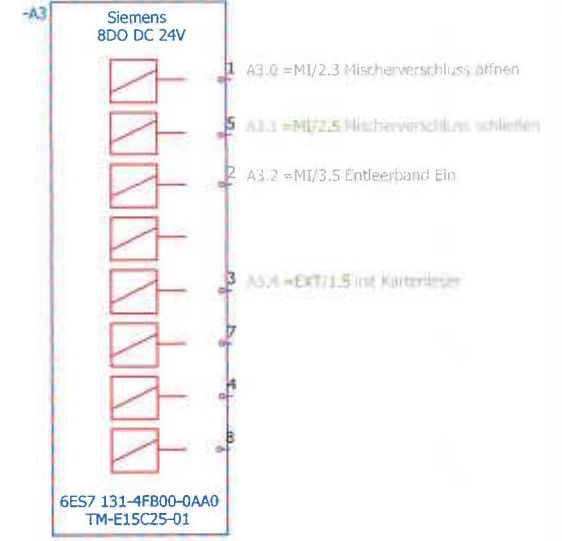 -A3
Siemens
8DO DC 24V
1 A3.0 =MI/2.3 Mischerverschluss öffnen
5 A3.1 =MI/2.5 Mischerverschluss schließen
2 A3.2 =MI/3.5 Entleerband Ein
3 A3.4 =EXT/1.5 Kartenleser
7
4
8
6ES7 131-4FB00-0AA0
TM-E15C25-01